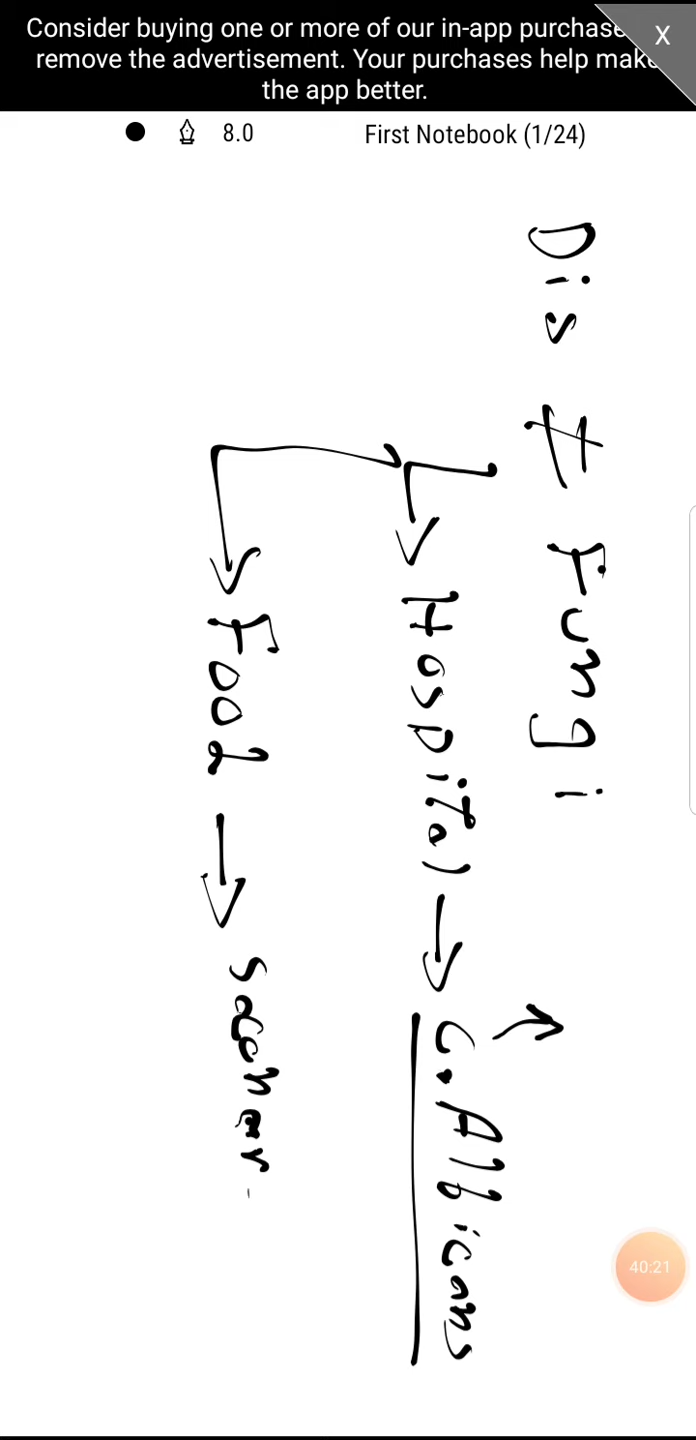 Consider buying one or more of our in-app purchase
remove the advertisement. Your purchases help make
the app better.
X
8.0 First Notebook (1/24)
Dis ≠ Fungi
↑
→ Hospital → C. Albicans
→ Food → Sacchar -
40:21